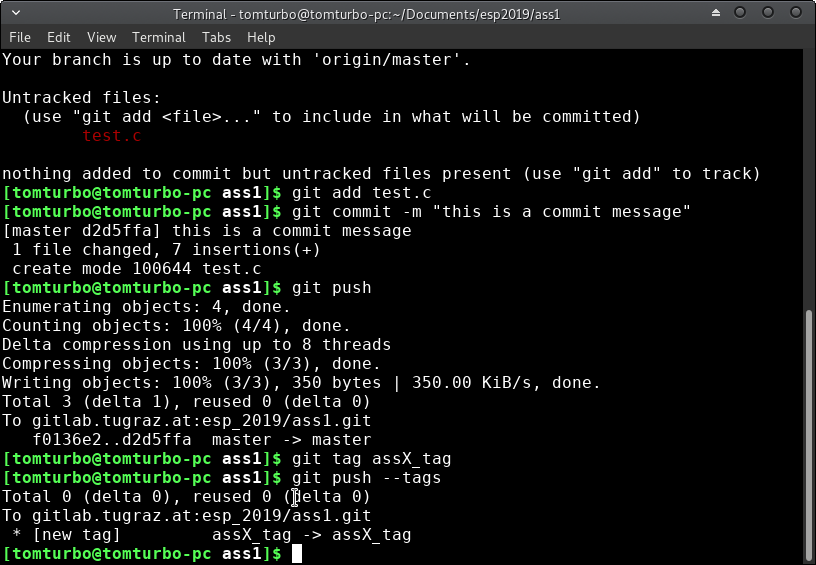 Terminal - tomturbo@tomturbo-pc:~/Documents/esp2019/ass1
File Edit View Terminal Tabs Help
Your branch is up to date with 'origin/master'.
Untracked files:
  (use "git add <file>..." to include in what will be committed)
        test.c
nothing added to commit but untracked files present (use "git add" to track)
[tomturbo@tomturbo-pc ass1]$ git add test.c
[tomturbo@tomturbo-pc ass1]$ git commit -m "this is a commit message"
[master d2d5ffa] this is a commit message
 1 file changed, 7 insertions(+)
 create mode 100644 test.c
[tomturbo@tomturbo-pc ass1]$ git push
Enumerating objects: 4, done.
Counting objects: 100% (4/4), done.
Delta compression using up to 8 threads
Compressing objects: 100% (3/3), done.
Writing objects: 100% (3/3), 350 bytes | 350.00 KiB/s, done.
Total 3 (delta 1), reused 0 (delta 0)
To gitlab.tugraz.at:esp_2019/ass1.git
   f0136e2..d2d5ffa  master -> master
[tomturbo@tomturbo-pc ass1]$ git tag assX_tag
[tomturbo@tomturbo-pc ass1]$ git push --tags
Total 0 (delta 0), reused 0 (delta 0)
To gitlab.tugraz.at:esp_2019/ass1.git
 * [new tag]         assX_tag -> assX_tag
[tomturbo@tomturbo-pc ass1]$